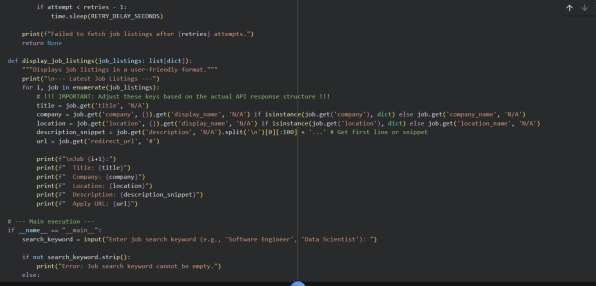 if attempt < retries - 1:
            time.sleep(RETRY_DELAY_SECONDS)

    print(f"Failed to fetch job listings after {retries} attempts.")
    return None

def display_job_listings(job_listings: list[dict]):
    """Displays job listings in a user-friendly format."""
    print("\n--- Latest Job Listings ---")
    for i, job in enumerate(job_listings):
        # !!! IMPORTANT: Adjust these keys based on the actual API response structure !!!
        title = job.get('title', 'N/A')
        company = job.get('company', {}).get('display_name', 'N/A') if isinstance(job.get('company'), dict) else job.get('company_name', 'N/A')
        location = job.get('location', {}).get('display_name', 'N/A') if isinstance(job.get('location'), dict) else job.get('location_name', 'N/A')
        description_snippet = job.get('description', 'N/A').split('\n')[0][:100] + '...' # Get first line or snippet
        url = job.get('redirect_url', '#')

        print(f"\nJob {i+1}:")
        print(f"  Title: {title}")
        print(f"  Company: {company}")
        print(f"  Location: {location}")
        print(f"  Description: {description_snippet}")
        print(f"  Apply URL: {url}")

# --- Main execution ---
if __name__ == "__main__":
    search_keyword = input("Enter job search keyword (e.g., 'Software Engineer', 'Data Scientist'): ")

    if not search_keyword.strip():
        print("Error: Job search keyword cannot be empty.")
    else: